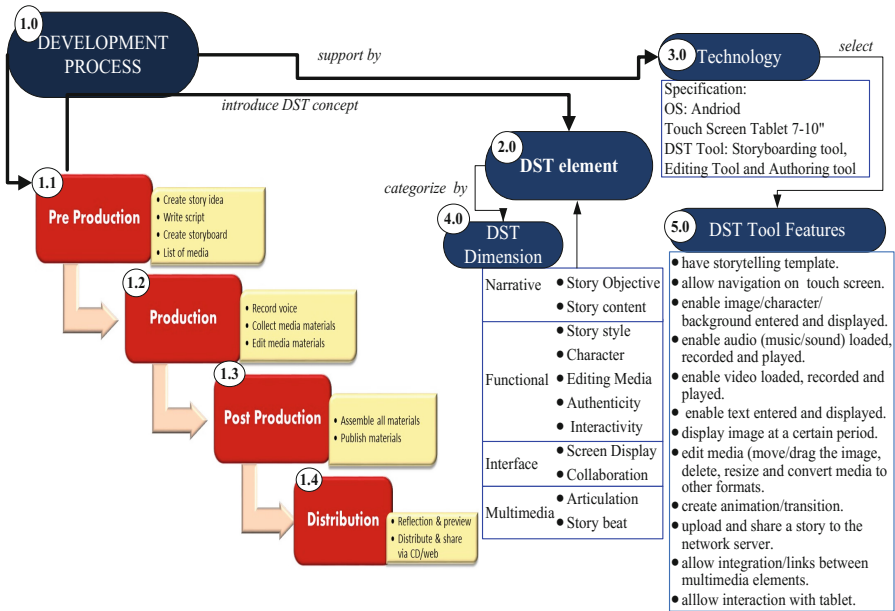 1.0
DEVELOPMENT
PROCESS
support by
3.0
Technology
select
Specification:
OS: Andriod
Touch Screen Tablet 7-10"
DST Tool: Storyboarding tool,
Editing Tool and Authoring tool
introduce DST concept
2.0
DST element
categorize by
4.0
DST
Dimension
Narrative
• Story Objective
• Story content
Functional
• Story style
• Character
• Editing Media
• Authenticity
• Interactivity
Interface
• Screen Display
• Collaboration
Multimedia
• Articulation
• Story beat
1.1
Pre Production
• Create story idea
• Write script
• Create storyboard
• List of media
1.2
Production
• Record voice
• Collect media materials
• Edit media materials
1.3
Post Production
• Assemble all materials
• Publish materials
1.4
Distribution
• Reflection & preview
• Distribute & share
via CD/web
5.0
DST Tool Features
• have storytelling template.
• allow navigation on touch screen.
• enable image/character/
background entered and displayed.
• enable audio (music/sound) loaded,
recorded and played.
• enable video loaded, recorded and
played.
• enable text entered and displayed.
• display image at a certain period.
• edit media (move/drag the image,
delete, resize and convert media to
other formats.
• create animation/transition.
• upload and share a story to the
network server.
• allow integration/links between
multimedia elements.
• alllow interaction with tablet.